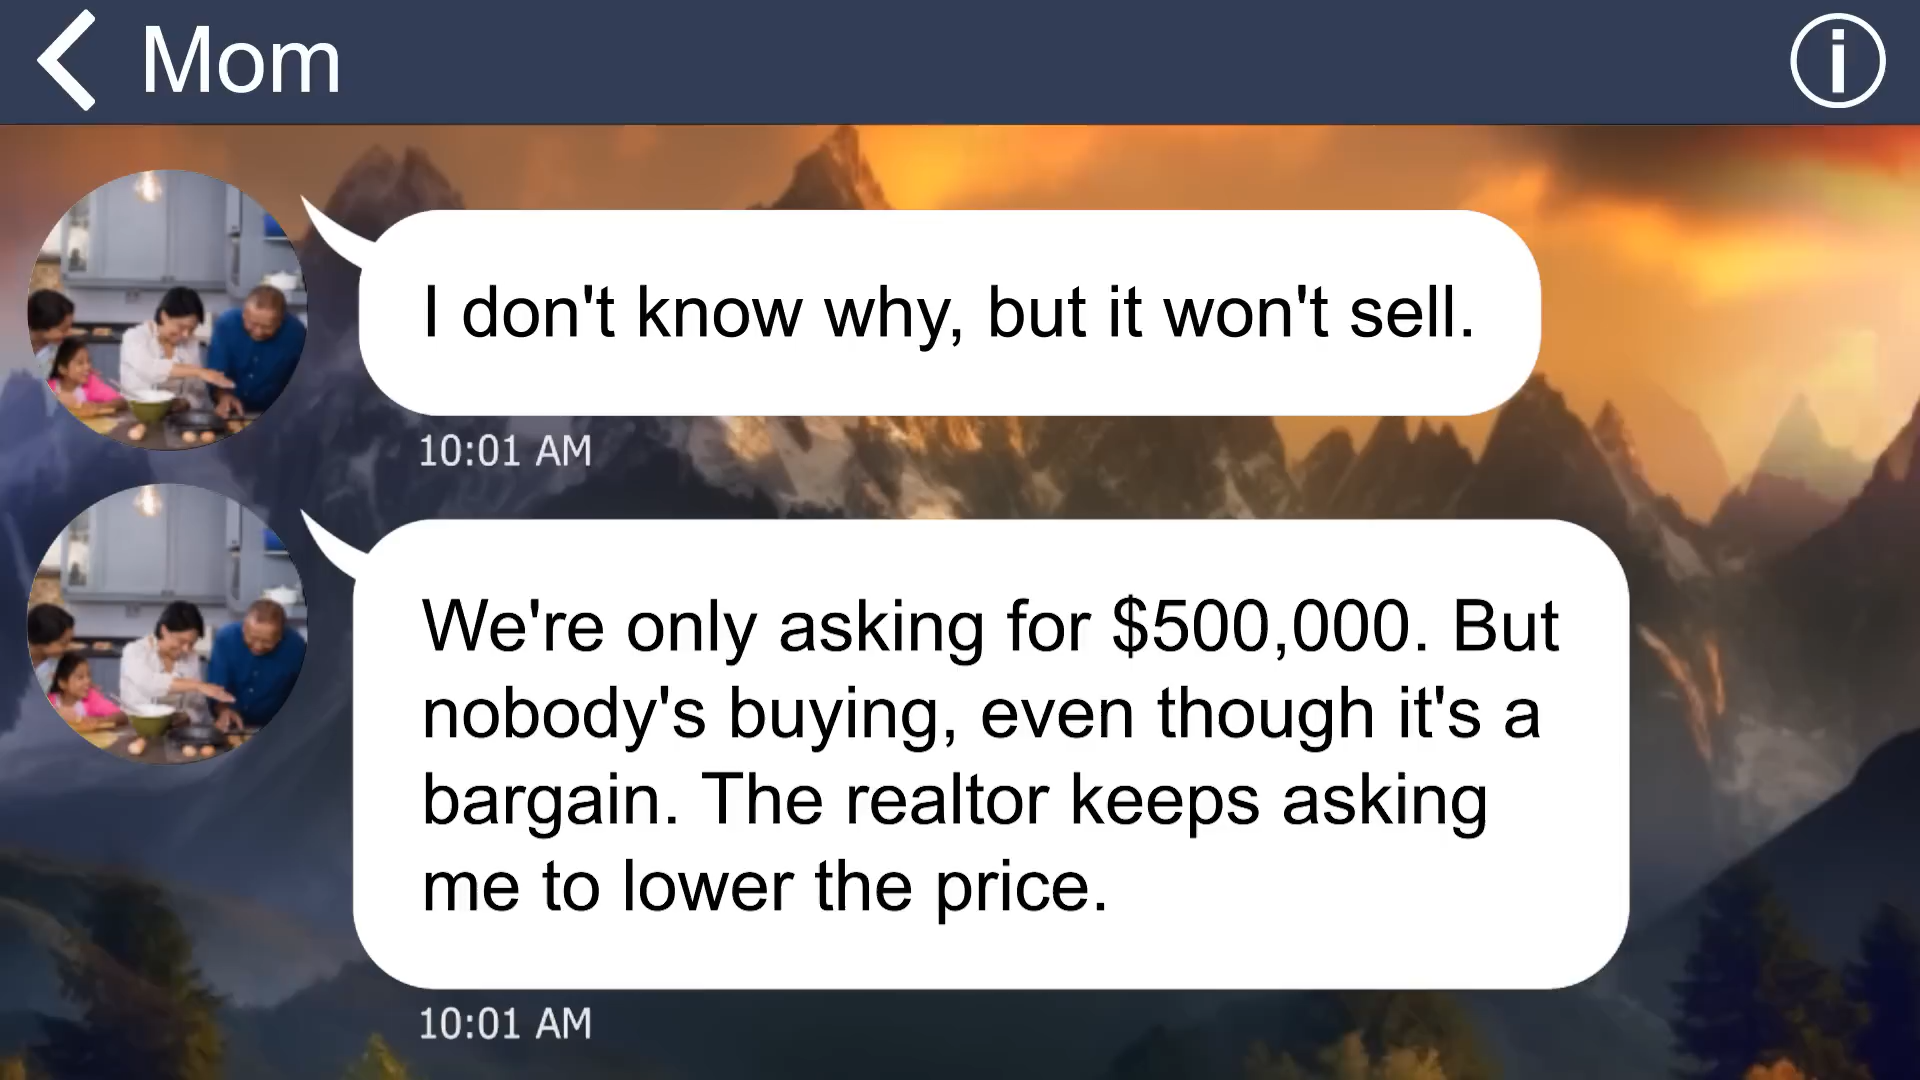 Mom
I don't know why, but it won't sell.
10:01 AM
We're only asking for $500,000. But
nobody's buying, even though it's a
bargain. The realtor keeps asking
me to lower the price.
10:01 AM